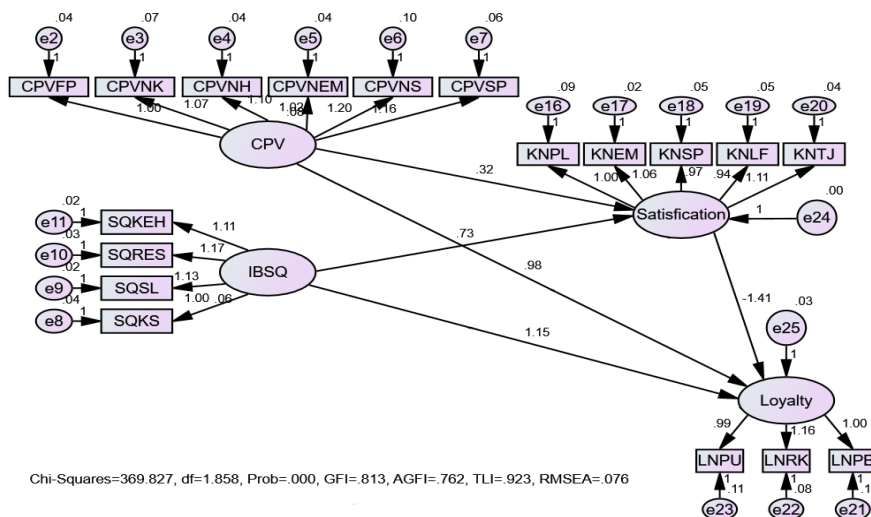 .04 .07 .04 .04 .10 .06
e2 e3 e4 e5 e6 e7
1 1 1 1 1 1
CPVFP CPVNK CPVNH CPVNEM CPVNS CPVSP
1.00 1.07 1.10 1.02 1.20 1.16
.08
CPV
.09 .02 .05 .05 .04
e16 e17 e18 e19 e20
1 1 1 1 1
KNPL KNEM KNSP KNLF KNTJ
1.00 1.06 .97 .94 1.11
.32
Satisfication
1
.00
e24
.02
e11 1 SQKEH 1.11
.03
e10 1 SQRES 1.17
.02
e9 1 SQSL 1.13
.04
e8 1 SQKS 1.00
.06
IBSQ
.73
.98
1.15
-1.41
.03
e25
1
Loyalty
.99 1.16 1.00
LNPU LNRK
1 1 1
.11 .08
e23 e22 e21
Chi-Squares=369.827, df=1.858, Prob=.000, GFI=.813, AGFI=.762, TLI=.923, RMSEA=.076